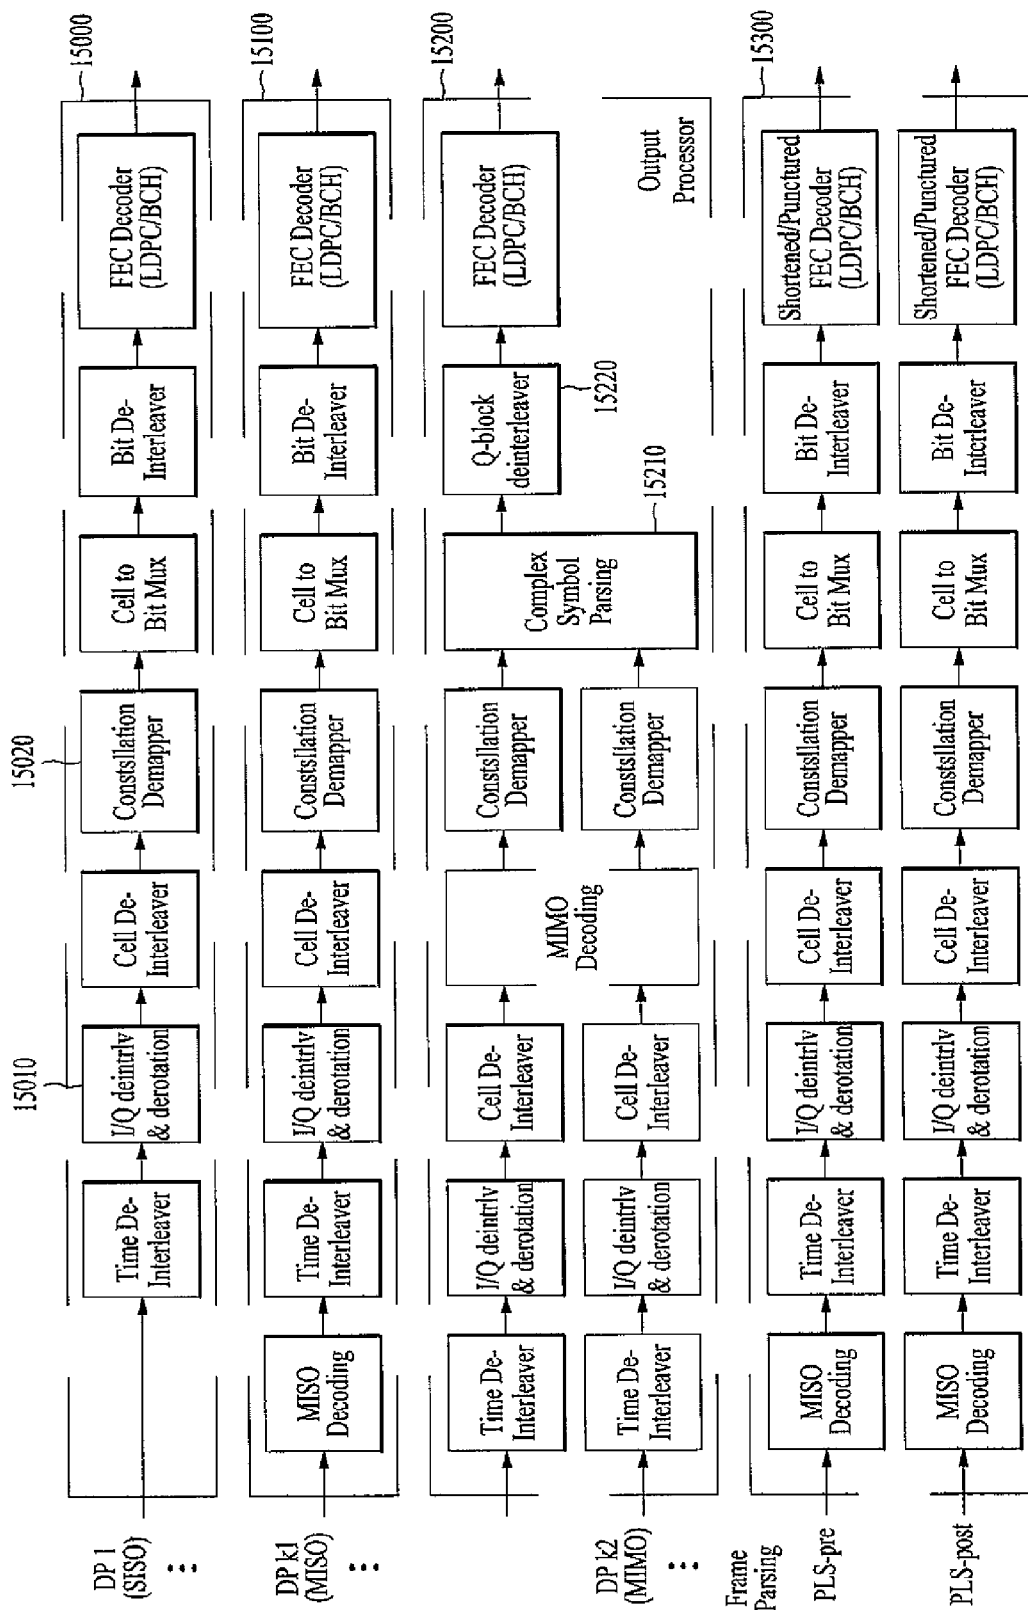 DP 1
(SISO)
Time De-
Interleaver
15010
I/Q deintrlv
& derotation
Cell De-
Interleaver
15020
Constsllation
Demapper
Cell to
Bit Mux
Bit De-
Interleaver
FEC Decoder
(LDPC/BCH)
15000
DP k1
(MISO)
MISO
Decoding
Time De-
Interleaver
I/Q deintrlv
& derotation
Cell De-
Interleaver
Constsllation
Demapper
Cell to
Bit Mux
Bit De-
Interleaver
FEC Decoder
(LDPC/BCH)
15100
Time De-
Interleaver
I/Q deintrlv
& derotation
Cell De-
Interleaver
MIMO
Decoding
Constsllation
Demapper
Complex
Symbol
Parsing
15210
Q-block
deinterleaver
15220
FEC Decoder
(LDPC/BCH)
15200
DP k2
(MIMO)
Time De-
Interleaver
I/Q deintrlv
& derotation
Cell De-
Interleaver
Constsllation
Demapper
Output
Processor
Frame
Parsing
PLS-pre
MISO
Decoding
Time De-
Interleaver
I/Q deintrlv
& derotation
Cell De-
Interleaver
Constsllation
Demapper
Cell to
Bit Mux
Bit De-
Interleaver
Shortened/Punctured
FEC Decoder
(LDPC/BCH)
15300
PLS-post
MISO
Decoding
Time De-
Interleaver
I/Q deintrlv
& derotation
Cell De-
Interleaver
Constsllation
Demapper
Cell to
Bit Mux
Bit De-
Interleaver
Shortened/Punctured
FEC Decoder
(LDPC/BCH)